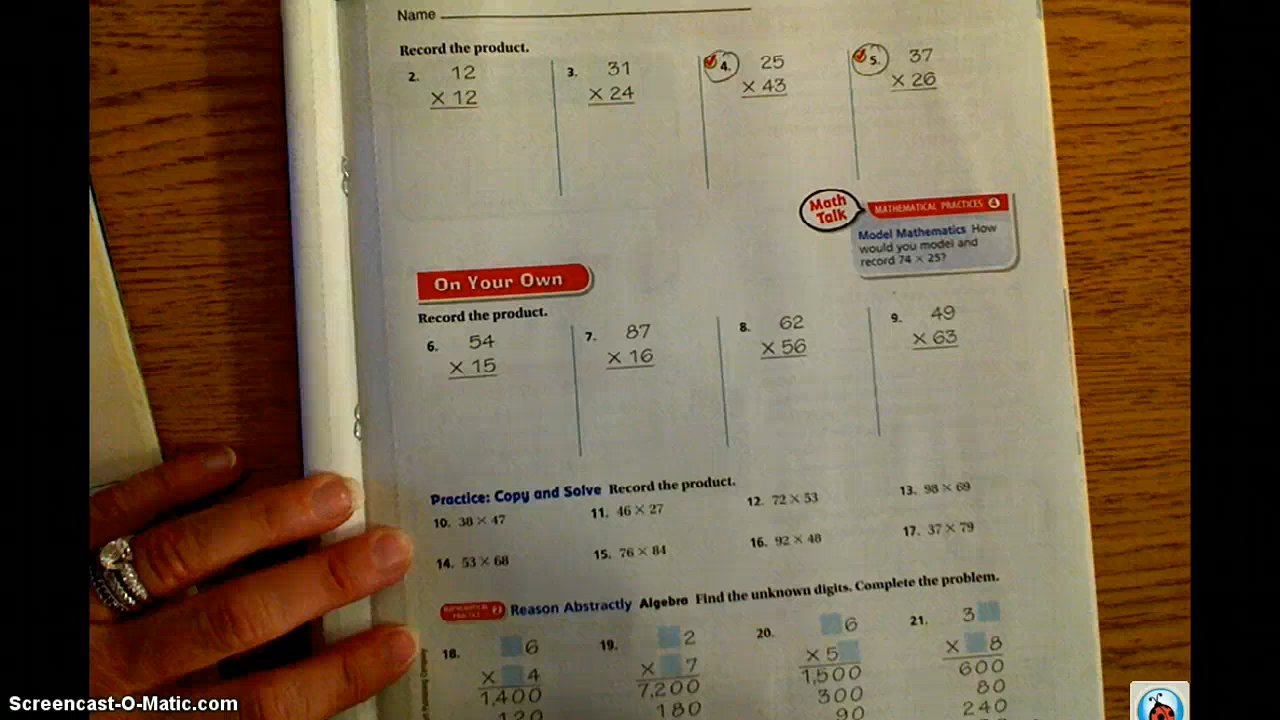 Name
Record the product.
2. 12 × 12
3. 31 × 24
4. 25 × 43
5. 37 × 26
Math Talk
MATHEMATICAL PRACTICES 4
Model Mathematics How
would you model and
record 74 × 25?
On Your Own
Record the product.
6. 54 × 15
7. 87 × 16
8. 62 × 56
9. 49 × 63
Practice: Copy and Solve Record the product.
10. 38 × 47
11. 46 × 27
12. 72 × 53
13. 98 × 69
14. 53 × 68
15. 76 × 84
16. 92 × 48
17. 37 × 79
MATHEMATICAL PRACTICE 2
Reason Abstractly Algebra Find the unknown digits. Complete the problem.
18. 6
× 4
1,400
120
19. 2
× 7
7,200
180
20. 6
× 5
1,500
300
90
21. 3
× 8
600
80
240
Publishing Company
Screencast-O-Matic.com